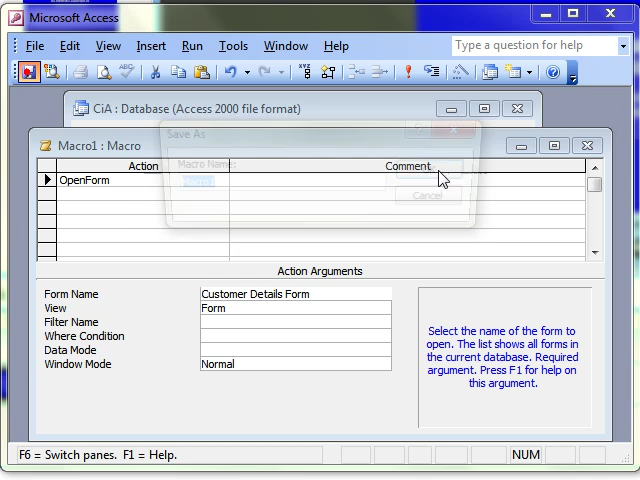 Microsoft Access
File Edit View Insert Run Tools Window Help
Type a question for help
CiA : Database (Access 2000 file format)
Save As
Macro1 : Macro
Macro Name:
Action Comment
OpenForm
Macro1
Cancel
Action Arguments
Form Name Customer Details Form
View Form
Filter Name
Where Condition
Data Mode
Window Mode Normal
Select the name of the form to
open. The list shows all forms in
the current database. Required
argument. Press F1 for help on
this argument.
F6 = Switch panes. F1 = Help. NUM